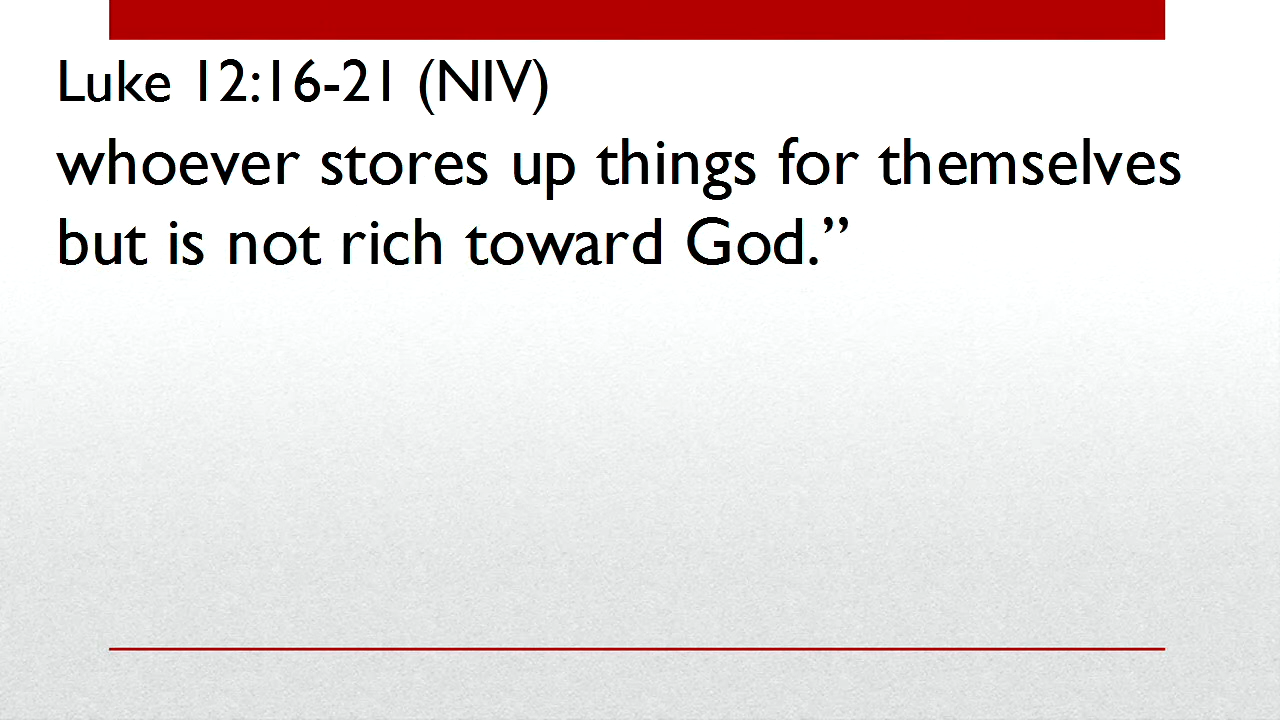 Luke 12:16-21 (NIV)
whoever stores up things for themselves
but is not rich toward God.”